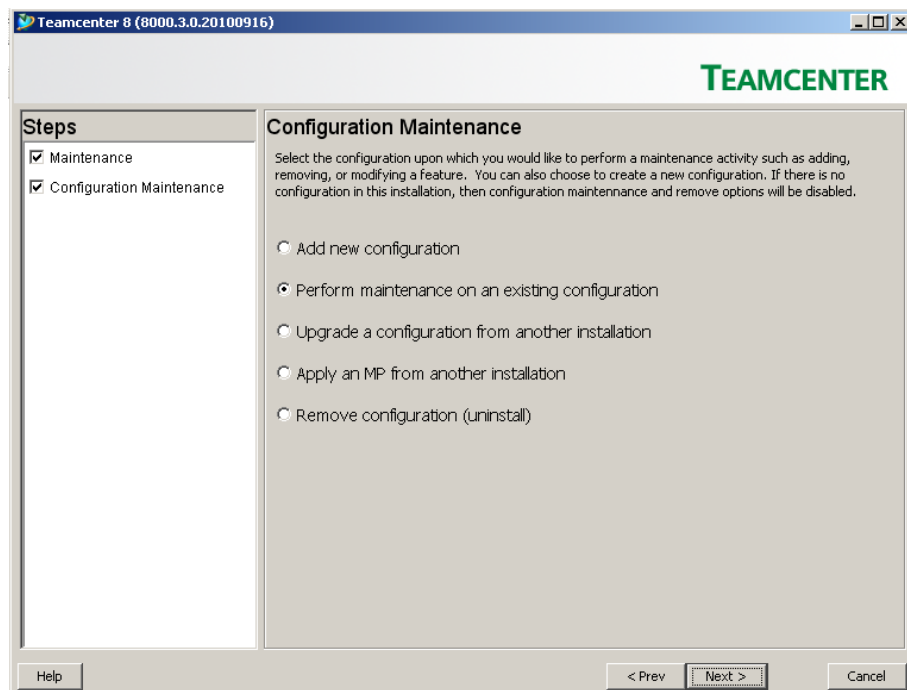 Teamcenter 8 (8000.3.0.20100916)
TEAMCENTER
Steps
Maintenance
Configuration Maintenance
Configuration Maintenance
Select the configuration upon which you would like to perform a maintenance activity such as adding,
removing, or modifying a feature. You can also choose to create a new configuration. If there is no
configuration in this installation, then configuration maintennance and remove options will be disabled.
Add new configuration
Perform maintenance on an existing configuration
Upgrade a configuration from another installation
Apply an MP from another installation
Remove configuration (uninstall)
Help
< Prev
Next >
Cancel